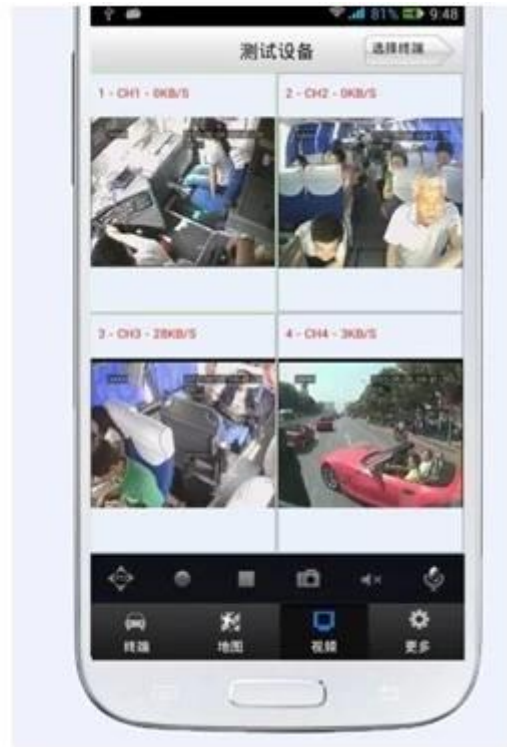 81% 9:48
测试设备 选择终端
1 - CH1 - 0KB/S 2 - CH2 - 0KB/S
3 - CH3 - 28KB/S 4 - CH4 - 3KB/S
终端 地图 视频 更多